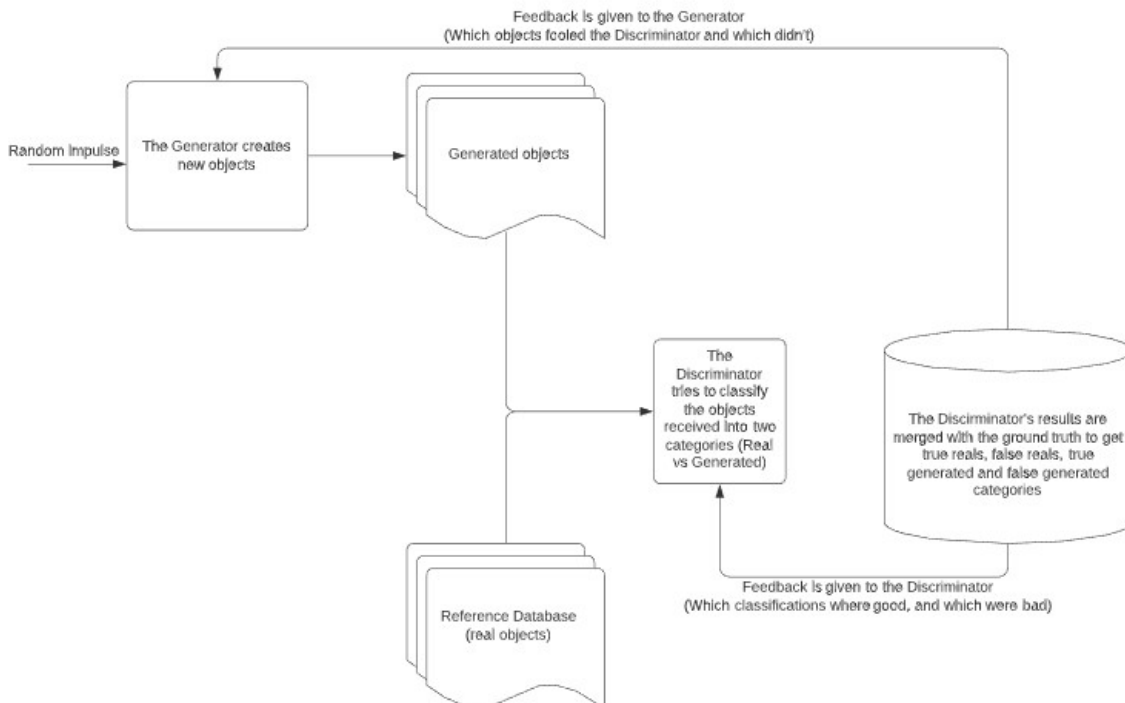 Feedback is given to the Generator
(Which objects fooled the Discriminator and which didn't)
Random Impulse
The Generator creates
new objects
Generated objects
The
Discriminator
tries to classify
the objects
received into two
categories (Real
vs Generated)
The Discirminator's results are
merged with the ground truth to get
true reals, false reals, true
generated and false generated
categories
Feedback is given to the Discriminator
(Which classifications where good, and which were bad)
Reference Database
(real objects)